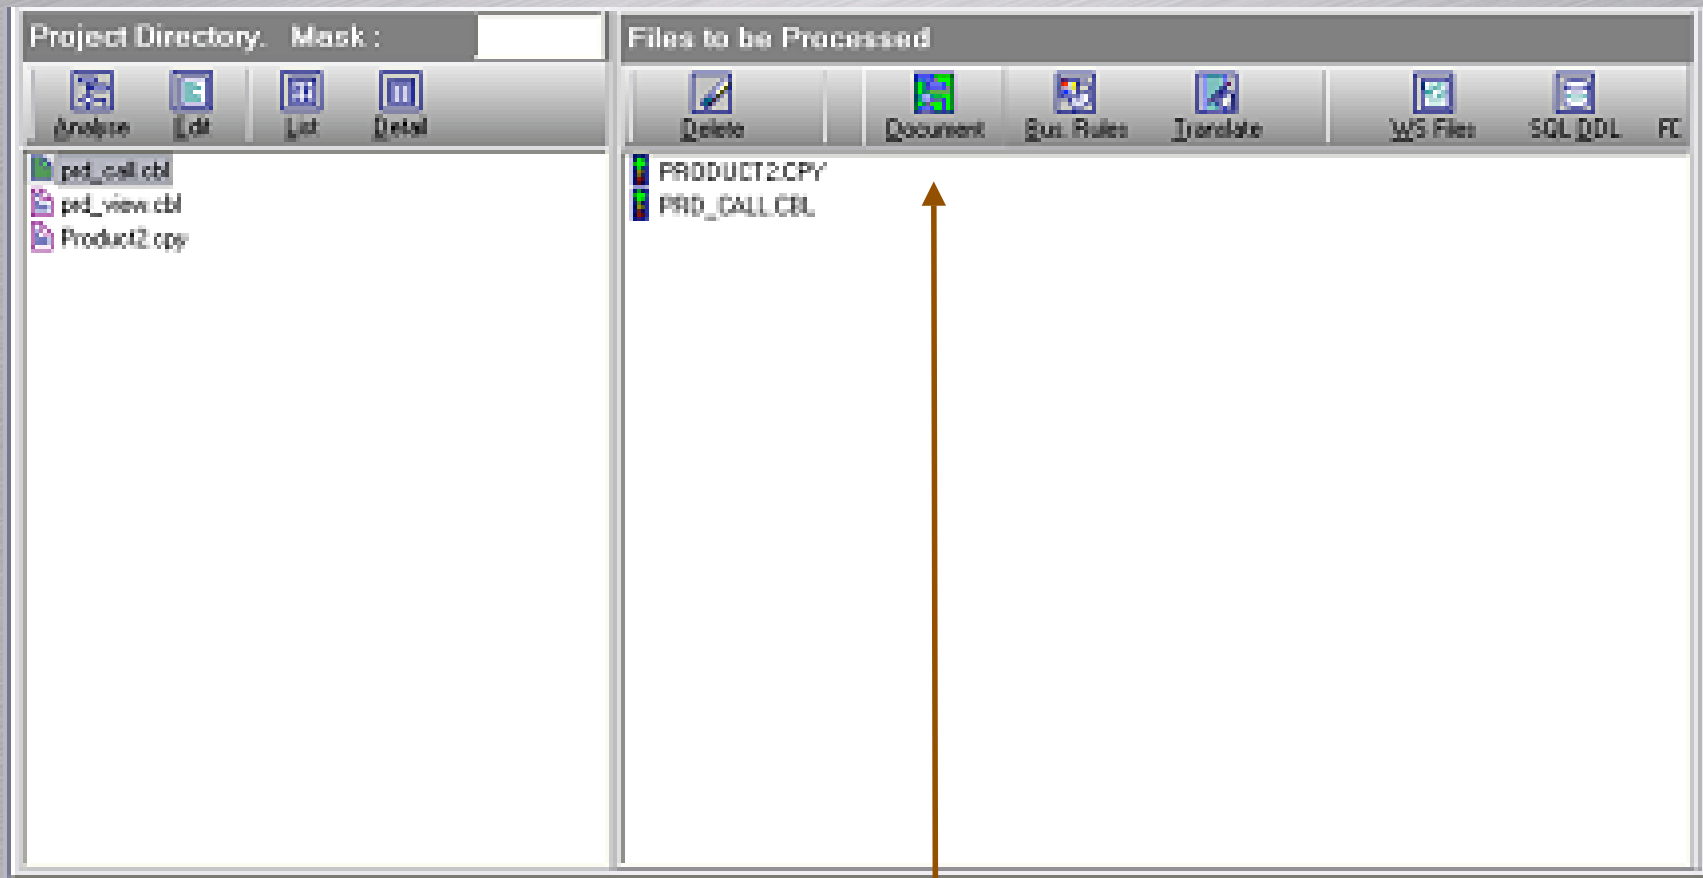 Project Directory. Mask :
Analyse Edit List Detail
prd_call.cbl
prd_view.cbl
Product2.cpy
Files to be Processed
Delete Document Bus. Rules Translate WS Files SQL DDL FC
PRODUCT2.CPY
PRD_CALL.CBL